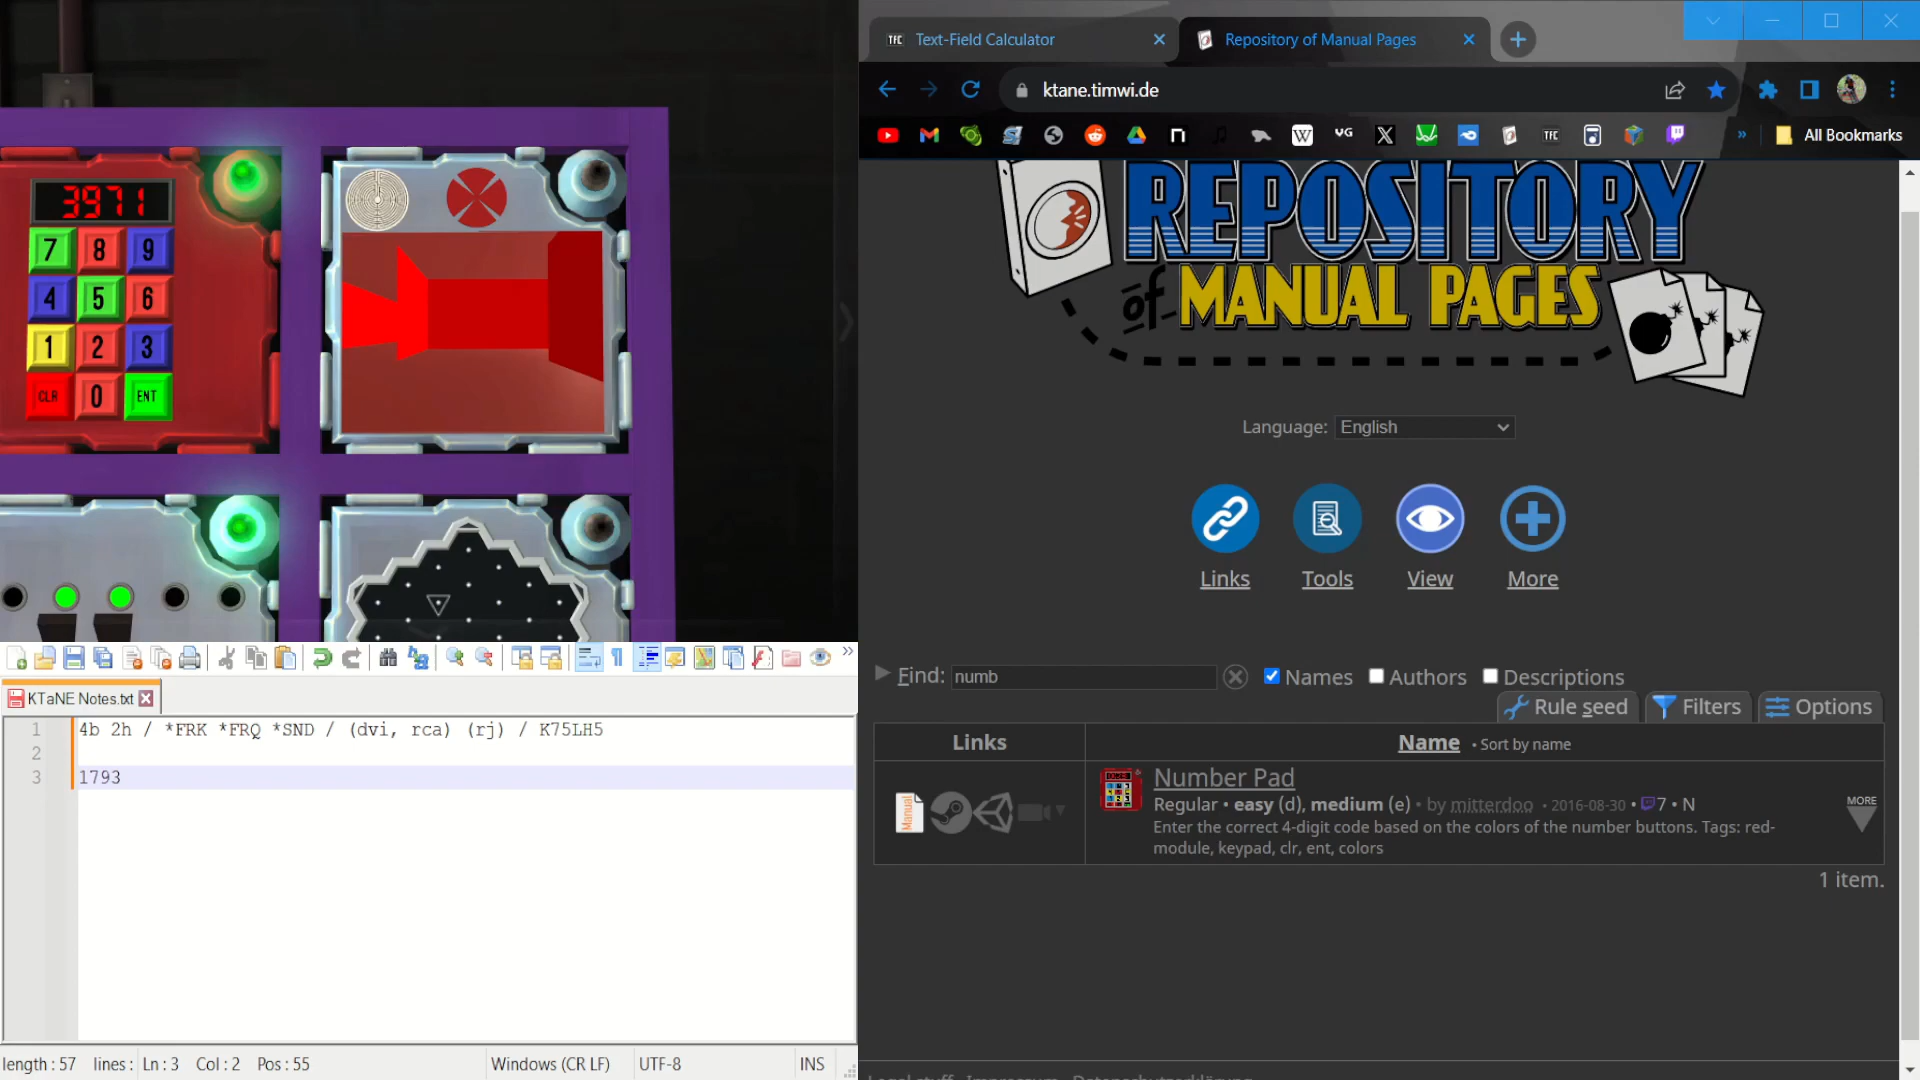 Text-Field Calculator
Repository of Manual Pages
ktane.timwi.de
All Bookmarks
REPOSITORY
of MANUAL PAGES
Language: English
Links Tools View More
Find: numb Names Authors Descriptions
Rule seed Filters Options
Links Name • Sort by name
Manual
Number Pad
Regular • easy (d), medium (e) • by mitterdoo • 2016-08-30 • 7 • N
Enter the correct 4-digit code based on the colors of the number buttons. Tags: red-
module, keypad, clr, ent, colors
MORE
1 item.
3971
7 8 9
4 5 6
1 2 3
CLR 0 ENT
KTaNE Notes.txt
1 4b 2h / *FRK *FRQ *SND / (dvi, rca) (rj) / K75LH5
2
3 1793
length : 57 lines : Ln : 3 Col : 2 Pos : 55 Windows (CR LF) UTF-8 INS